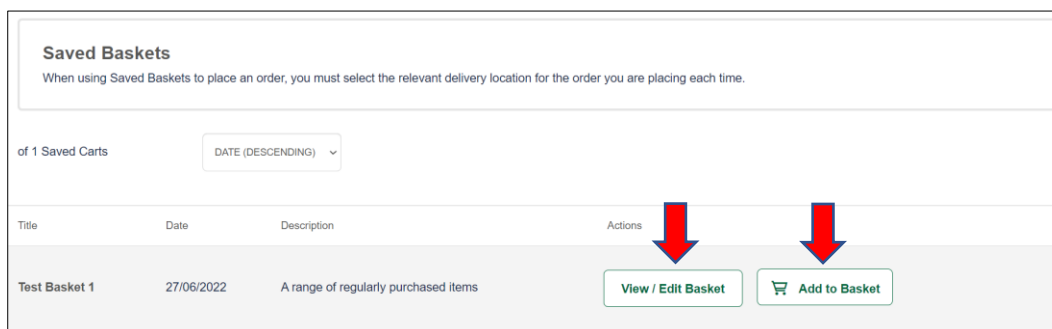 Saved Baskets
When using Saved Baskets to place an order, you must select the relevant delivery location for the order you are placing each time.
of 1 Saved Carts
DATE (DESCENDING)
Title Date Description Actions
Test Basket 1 27/06/2022 A range of regularly purchased items View / Edit Basket Add to Basket